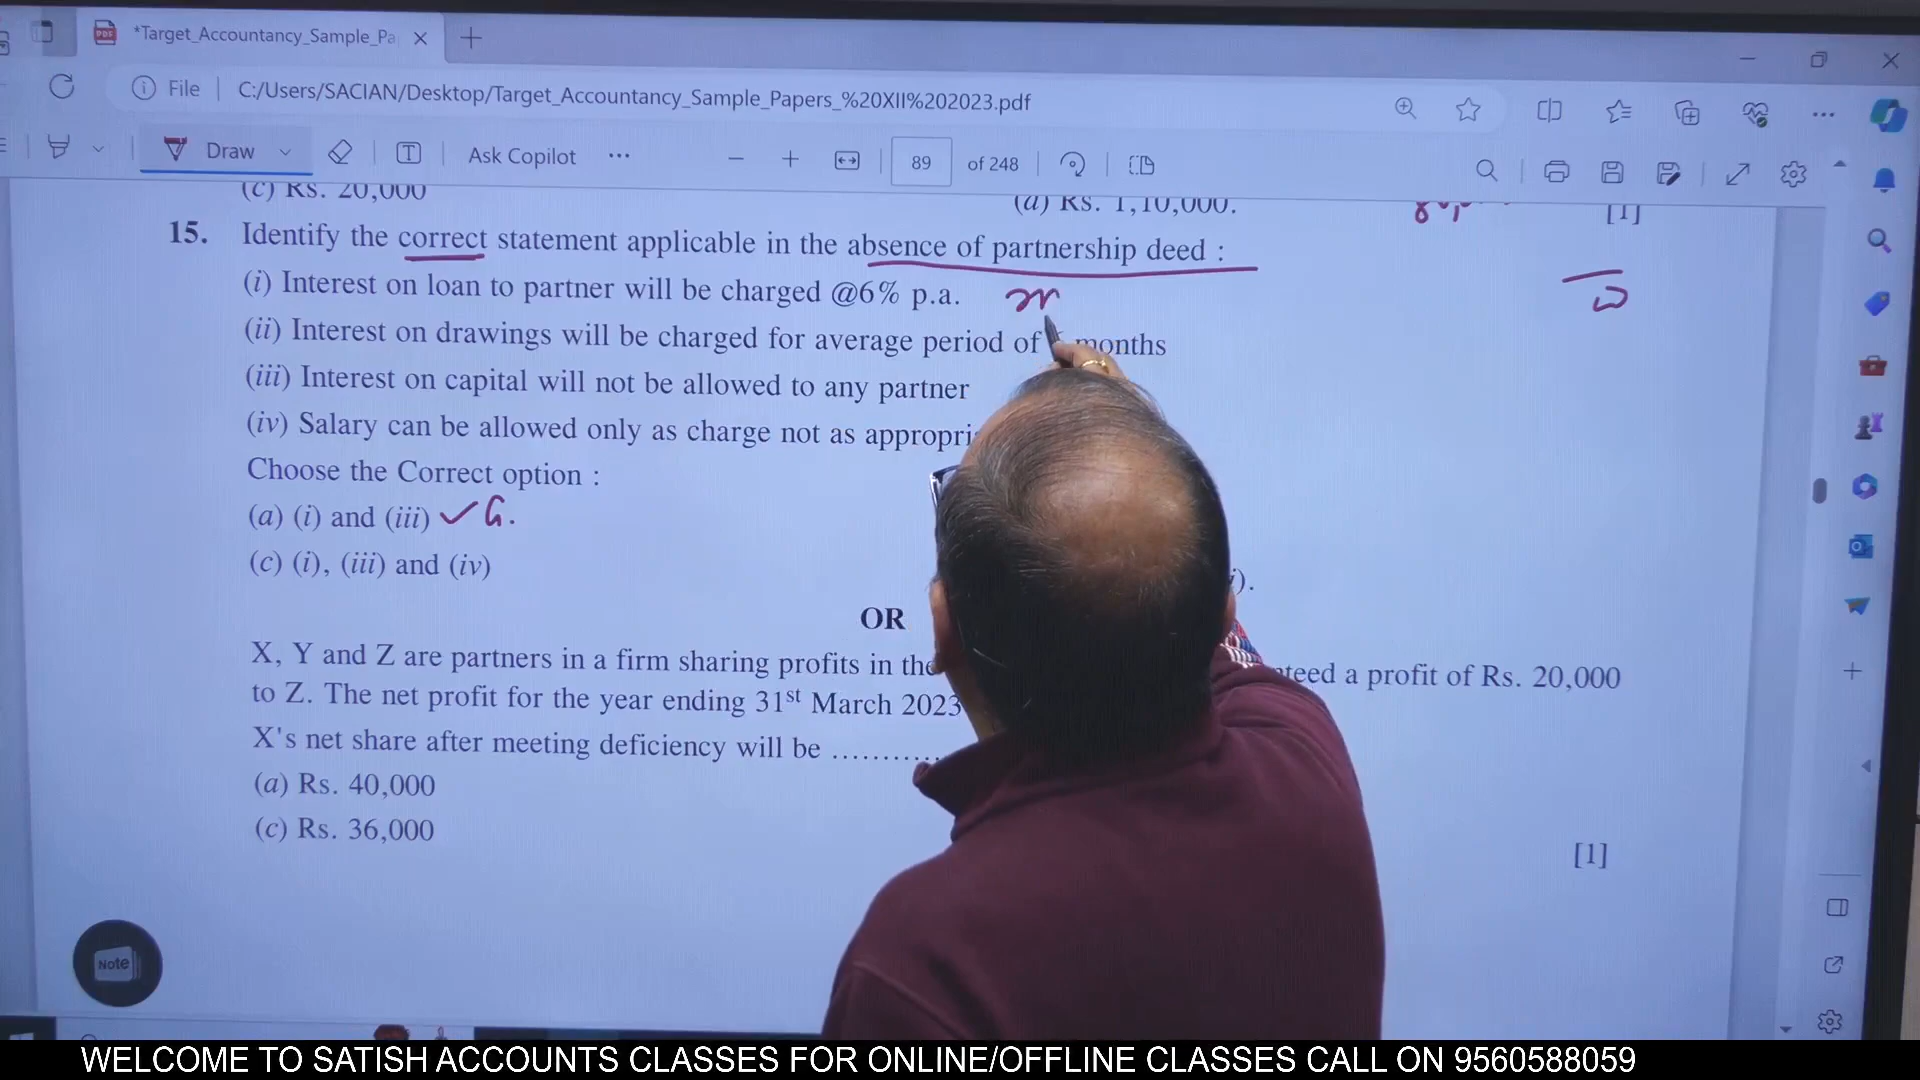 *Target_Accountancy_Sample_Pa
File
C:/Users/SACIAN/Desktop/Target_Accountancy_Sample_Papers_%20XII%202023.pdf
Draw
Ask Copilot
89 of 248
(c) Rs. 20,000
(d) Rs. 1,10,000.
[1]
15. Identify the correct statement applicable in the absence of partnership deed :
(i) Interest on loan to partner will be charged @6% p.a.
(ii) Interest on drawings will be charged for average period of months
(iii) Interest on capital will not be allowed to any partner
(iv) Salary can be allowed only as charge not as appropri
Choose the Correct option :
(a) (i) and (iii)
(c) (i), (iii) and (iv)
i).
OR
X, Y and Z are partners in a firm sharing profits in the
teed a profit of Rs. 20,000
to Z. The net profit for the year ending 31st March 2023
X's net share after meeting deficiency will be ............
(a) Rs. 40,000
(c) Rs. 36,000
[1]
Note
WELCOME TO SATISH ACCOUNTS CLASSES FOR ONLINE/OFFLINE CLASSES CALL ON 9560588059